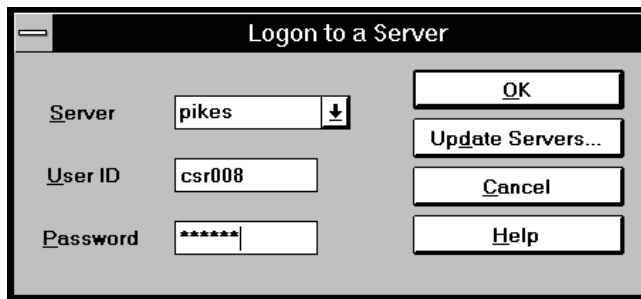 Logon to a Server
Server
pikes
User ID
csr008
Password
******
OK
Update Servers...
Cancel
Help